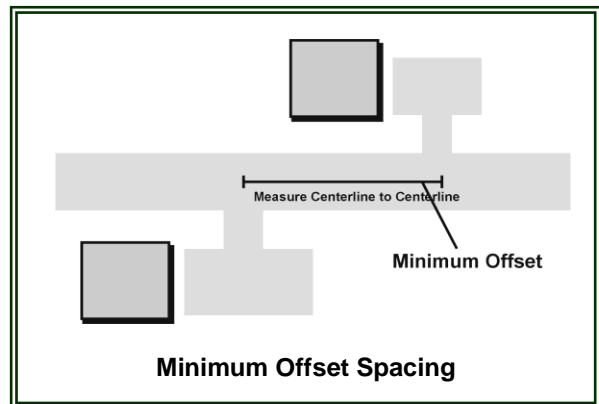 Measure Centerline to Centerline
Minimum Offset
Minimum Offset Spacing